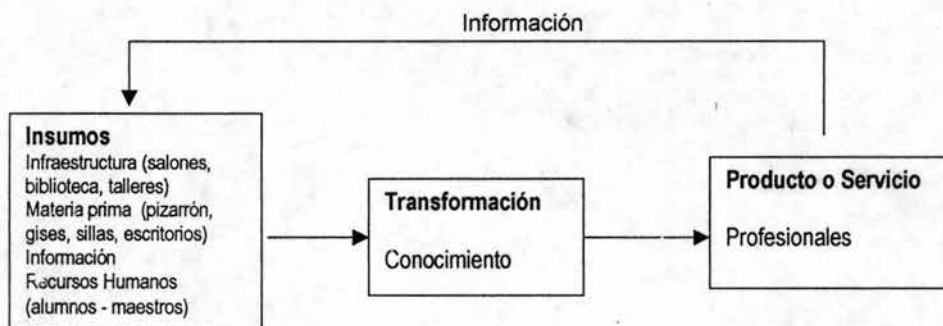 Información
Insumos
Infraestructura (salones,
biblioteca, talleres)
Materia prima (pizarrón,
gises, sillas, escritorios)
Información
Recursos Humanos
(alumnos - maestros)
Transformación
Conocimiento
Producto o Servicio
Profesionales